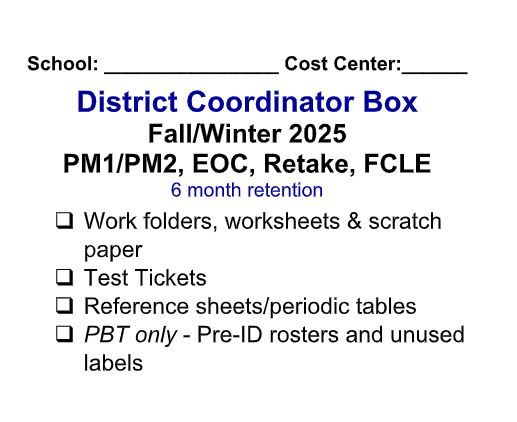 School: ________________ Cost Center:______
District Coordinator Box
Fall/Winter 2025
PM1/PM2, EOC, Retake, FCLE
6 month retention
❑ Work folders, worksheets & scratch
paper
❑ Test Tickets
❑ Reference sheets/periodic tables
❑ PBT only - Pre-ID rosters and unused
labels